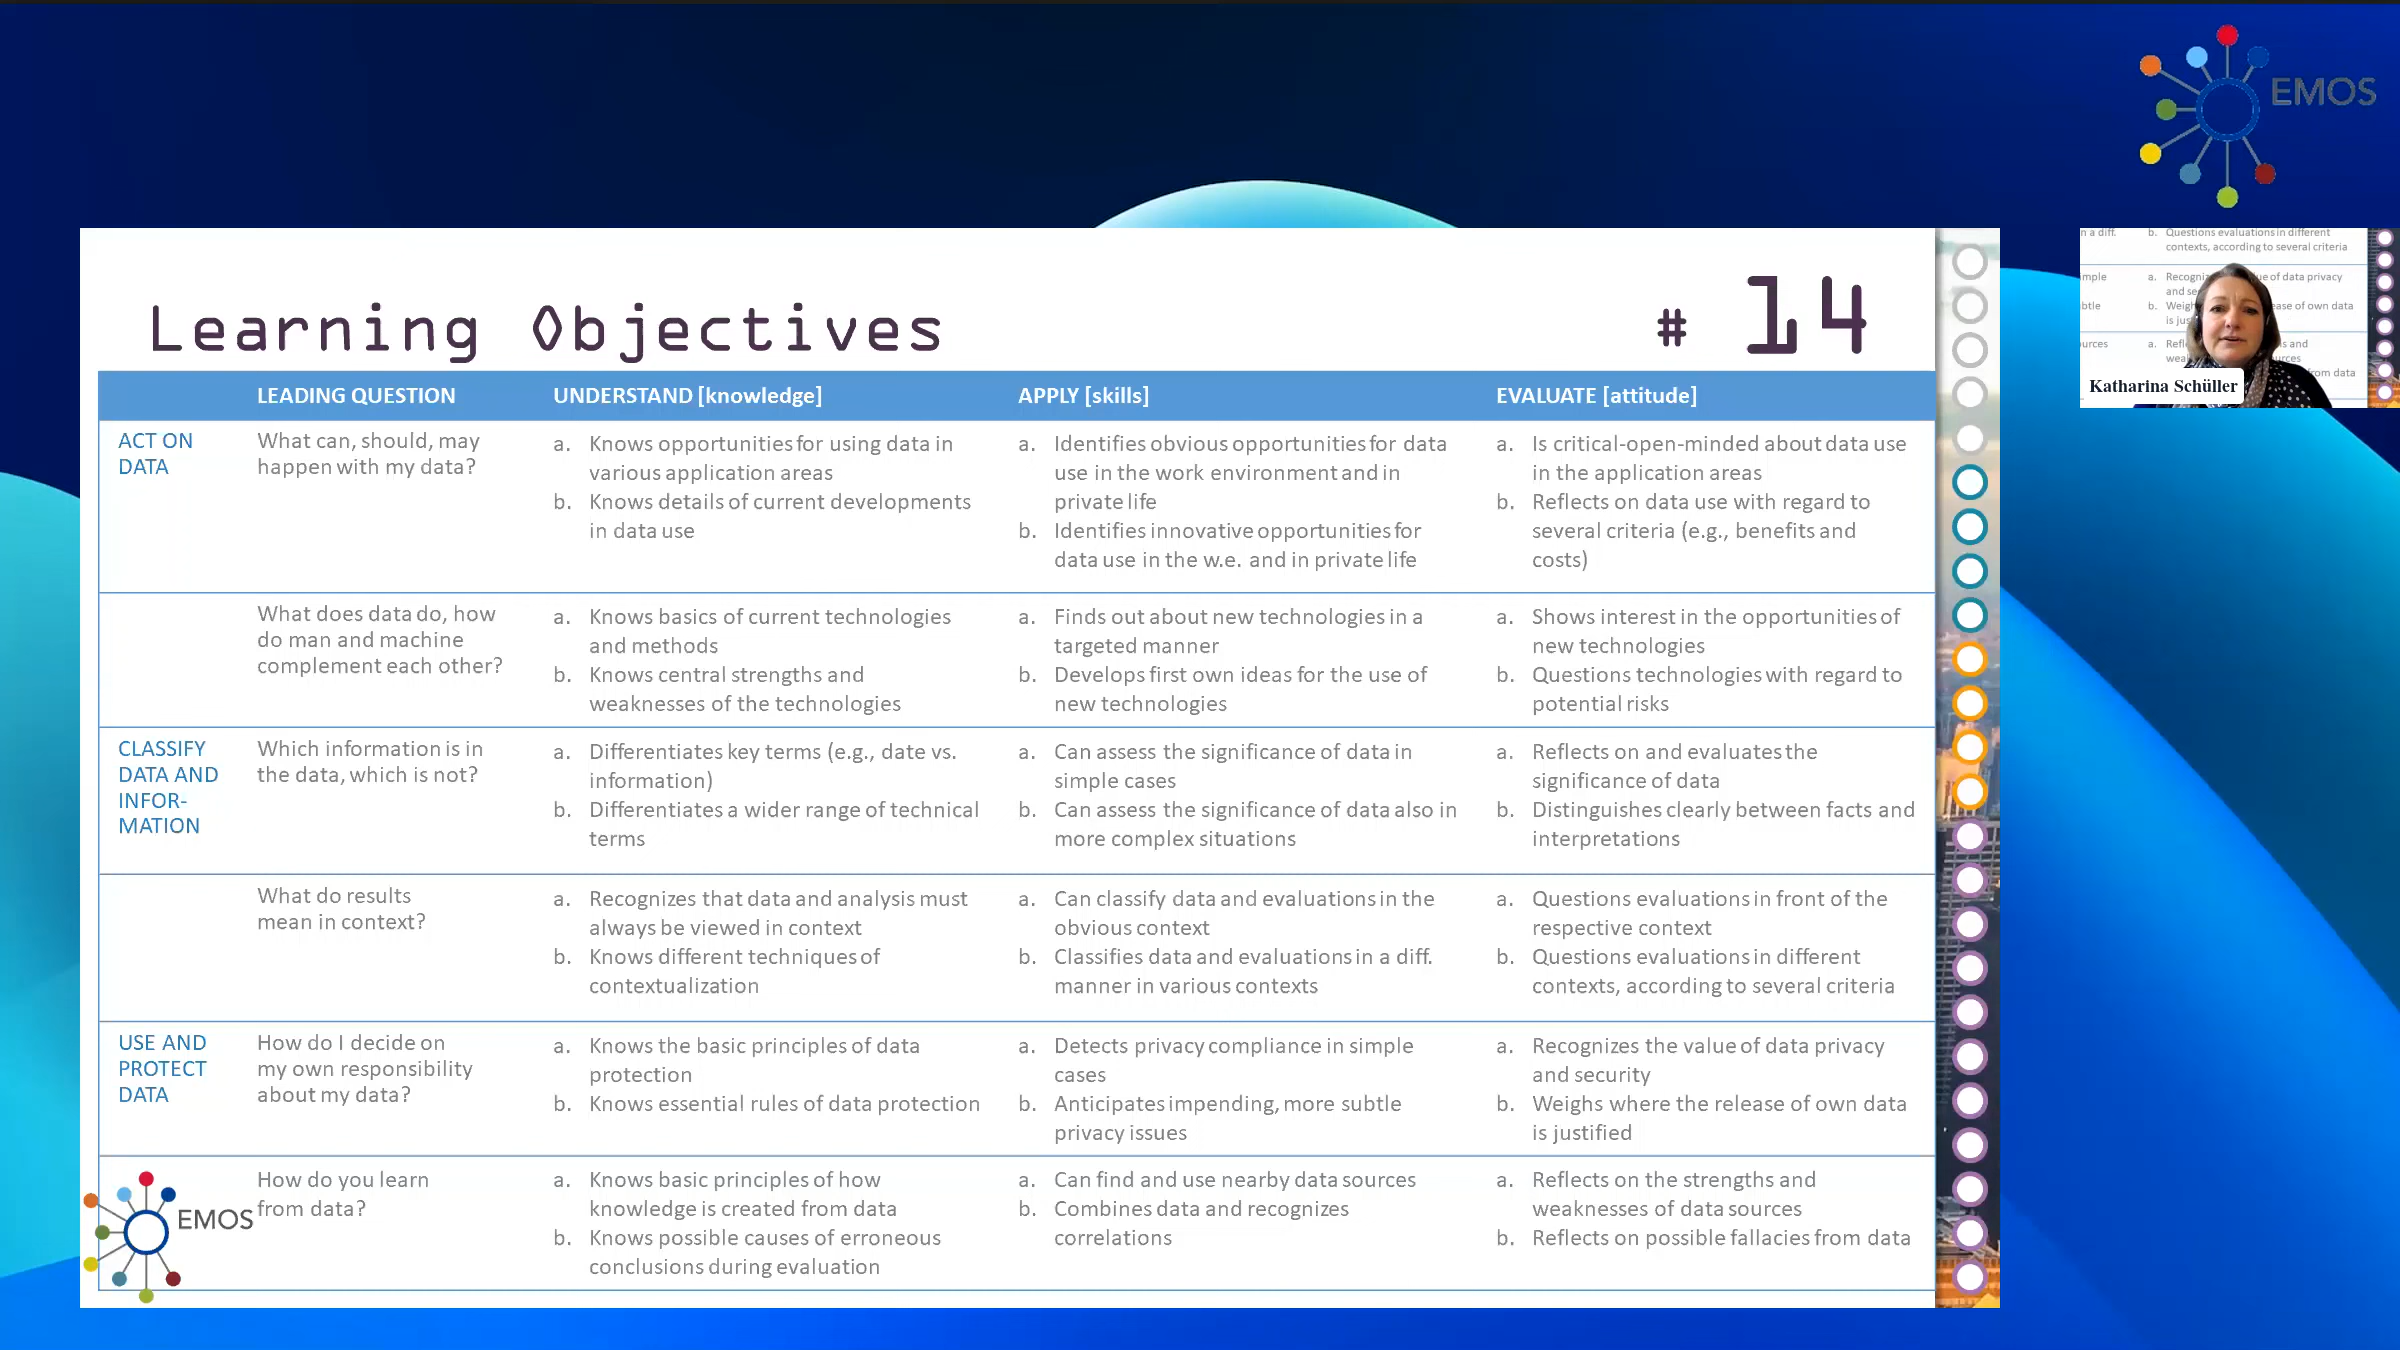 EMOS
Learning Objectives
# 14
LEADING QUESTION
UNDERSTAND [knowledge]
APPLY [skills]
EVALUATE [attitude]
ACT ON
DATA
What can, should, may
happen with my data?
a. Knows opportunities for using data in
various application areas
b. Knows details of current developments
in data use
a. Identifies obvious opportunities for data
use in the work environment and in
private life
b. Identifies innovative opportunities for
data use in the w.e. and in private life
a. Is critical-open-minded about data use
in the application areas
b. Reflects on data use with regard to
several criteria (e.g., benefits and
costs)
What does data do, how
do man and machine
complement each other?
a. Knows basics of current technologies
and methods
b. Knows central strengths and
weaknesses of the technologies
a. Finds out about new technologies in a
targeted manner
b. Develops first own ideas for the use of
new technologies
a. Shows interest in the opportunities of
new technologies
b. Questions technologies with regard to
potential risks
CLASSIFY
DATA AND
INFOR-
MATION
Which information is in
the data, which is not?
a. Differentiates key terms (e.g., date vs.
information)
b. Differentiates a wider range of technical
terms
a. Can assess the significance of data in
simple cases
b. Can assess the significance of data also in
more complex situations
a. Reflects on and evaluates the
significance of data
b. Distinguishes clearly between facts and
interpretations
What do results
mean in context?
a. Recognizes that data and analysis must
always be viewed in context
b. Knows different techniques of
contextualization
a. Can classify data and evaluations in the
obvious context
b. Classifies data and evaluations in a diff.
manner in various contexts
a. Questions evaluations in front of the
respective context
b. Questions evaluations in different
contexts, according to several criteria
USE AND
PROTECT
DATA
How do I decide on
my own responsibility
about my data?
a. Knows the basic principles of data
protection
b. Knows essential rules of data protection
a. Detects privacy compliance in simple
cases
b. Anticipates impending, more subtle
privacy issues
a. Recognizes the value of data privacy
and security
b. Weighs where the release of own data
is justified
How do you learn
from data?
a. Knows basic principles of how
knowledge is created from data
b. Knows possible causes of erroneous
conclusions during evaluation
a. Can find and use nearby data sources
b. Combines data and recognizes
correlations
a. Reflects on the strengths and
weaknesses of data sources
b. Reflects on possible fallacies from data
EMOS
n a diff.
b. Questions evaluations in different
contexts, according to several criteria
a. of data privacy
b. ease of own data
a.
from data
Katharina Schüller